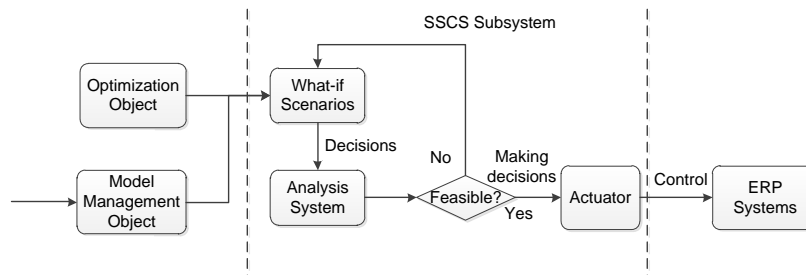 SSCS Subsystem
Optimization
Object
What-if
Scenarios
Decisions
No
Making
decisions
Model
Management
Object
Analysis
System
Feasible?
Yes
Actuator
Control
ERP
Systems